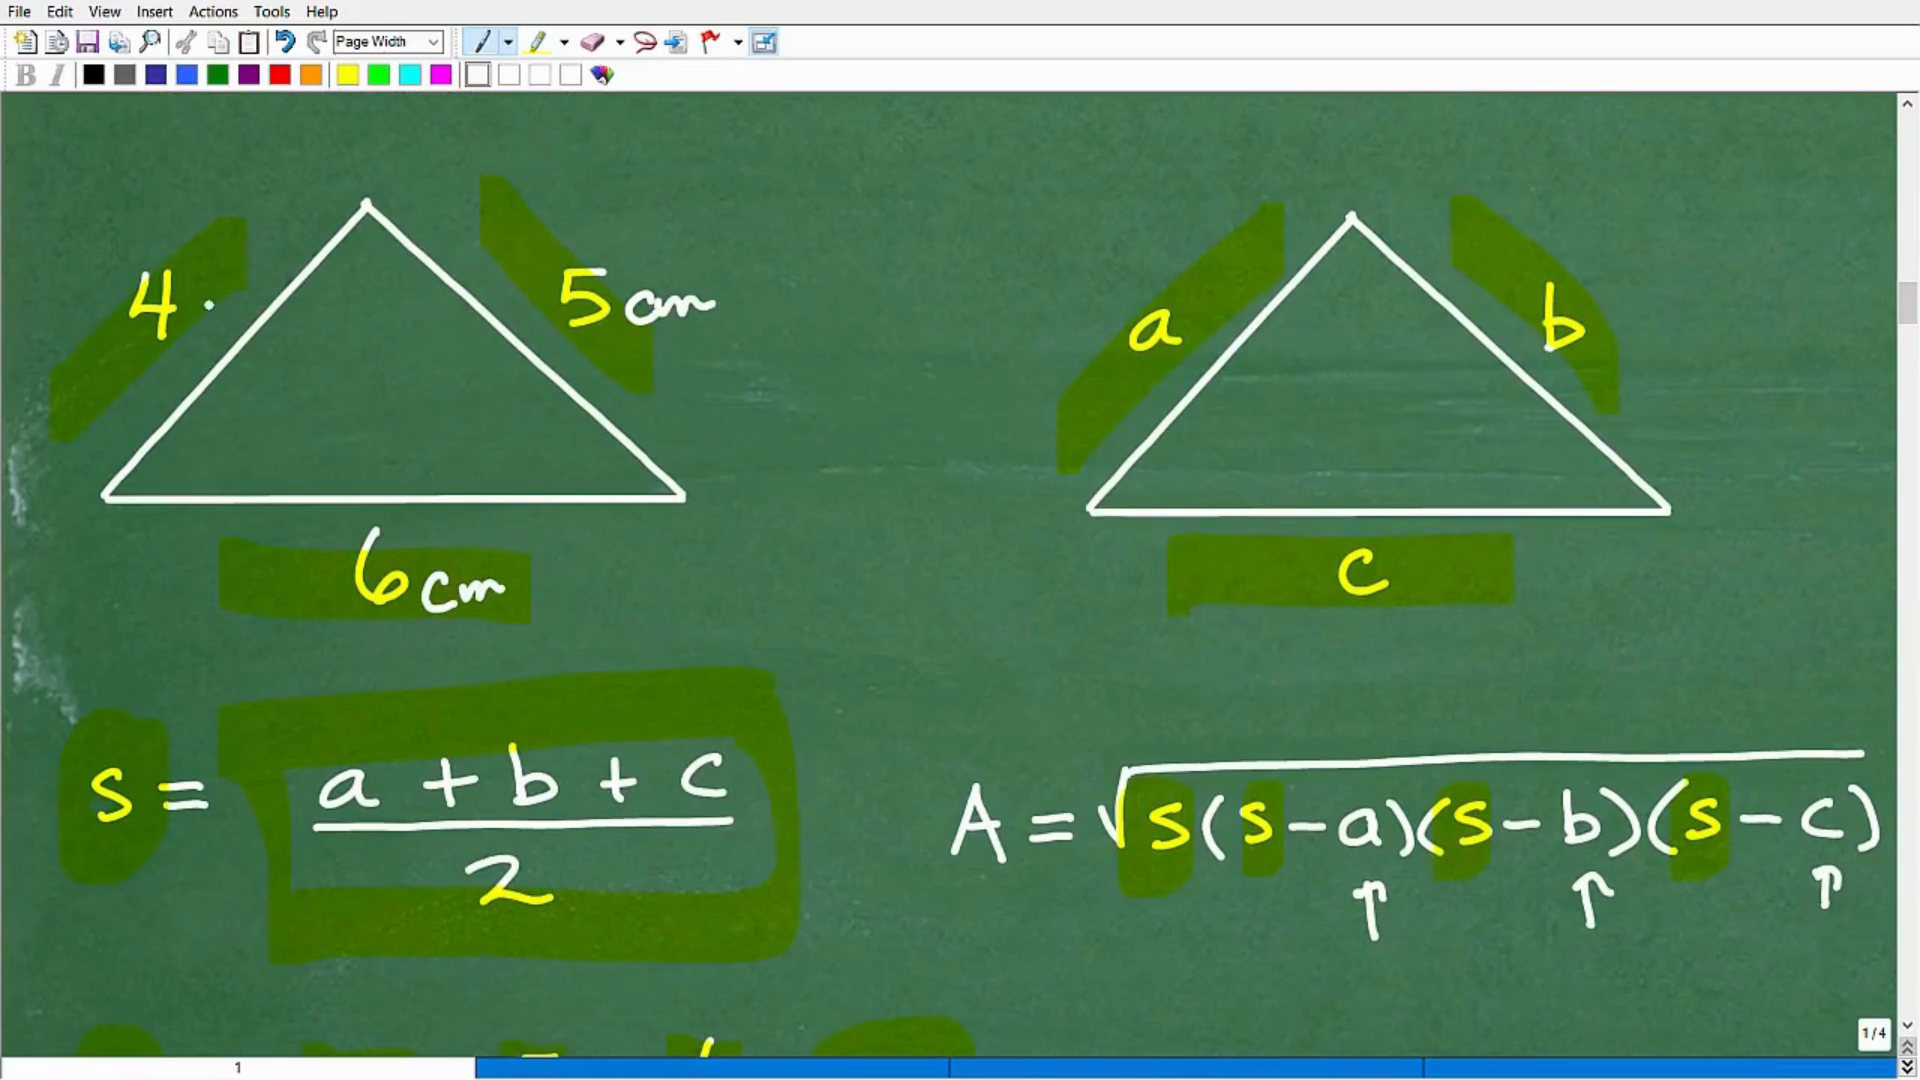 File Edit View Insert Actions Tools Help
Page Width
B I
4 5 cm
6 cm
a b
c
s = a + b + c
2
A = √s(s-a)(s-b)(s-c)
↑ ↑ ↑
1/4
1